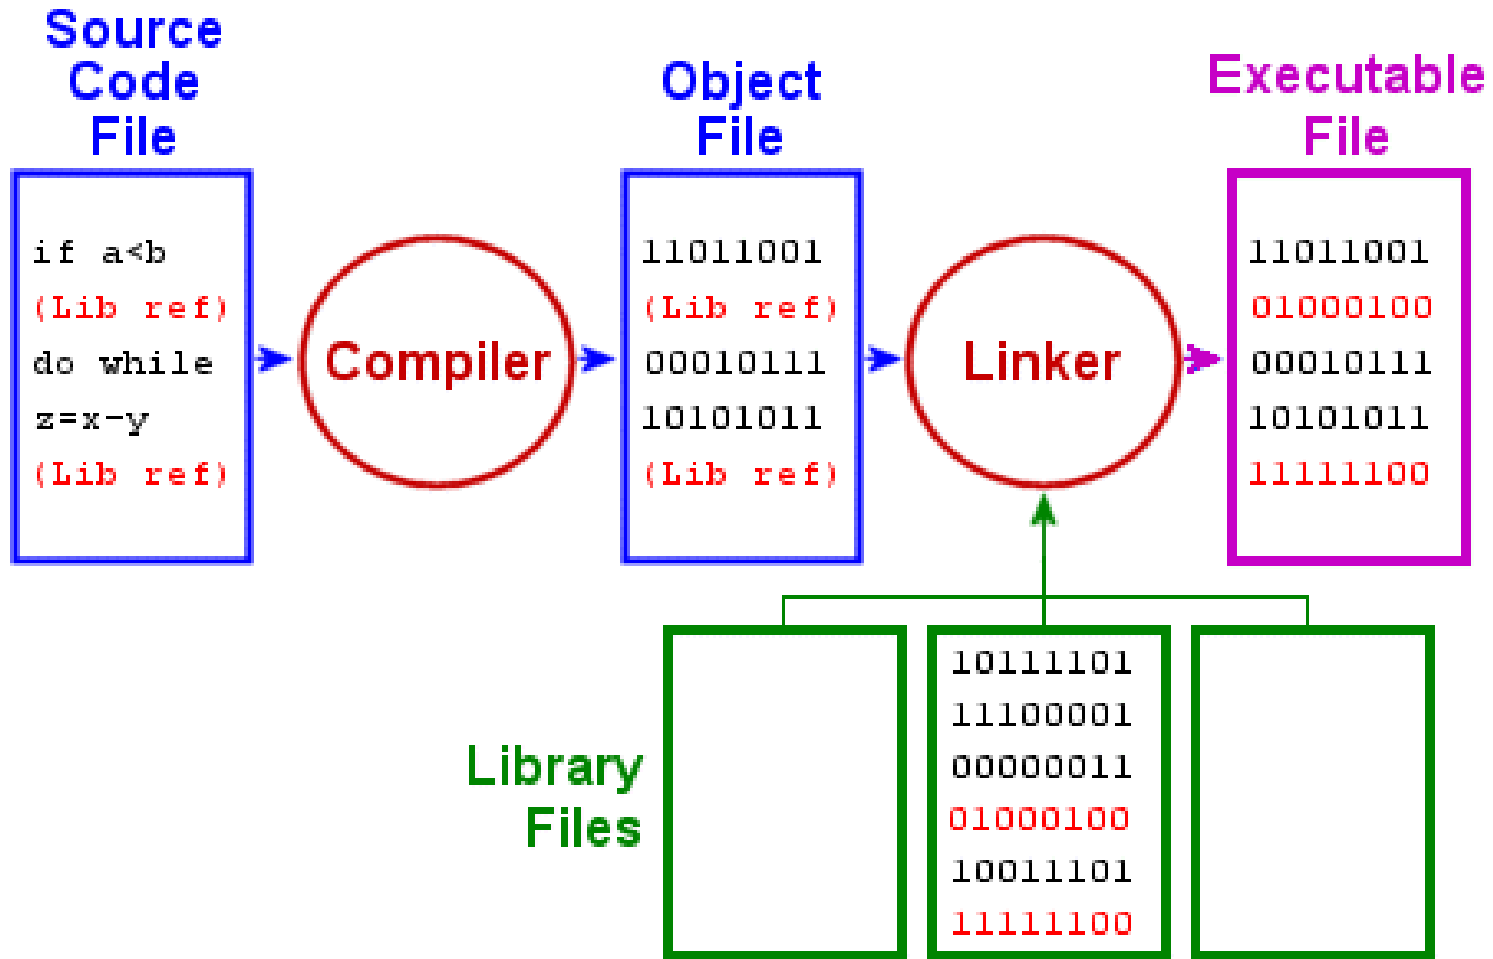 Source
Code
File
if a<b
(Lib ref)
do while
z=x-y
(Lib ref)
Compiler
Object
File
11011001
(Lib ref)
00010111
10101011
(Lib ref)
Linker
Executable
File
11011001
01000100
00010111
10101011
11111100
Library
Files
10111101
11100001
00000011
01000100
10011101
11111100